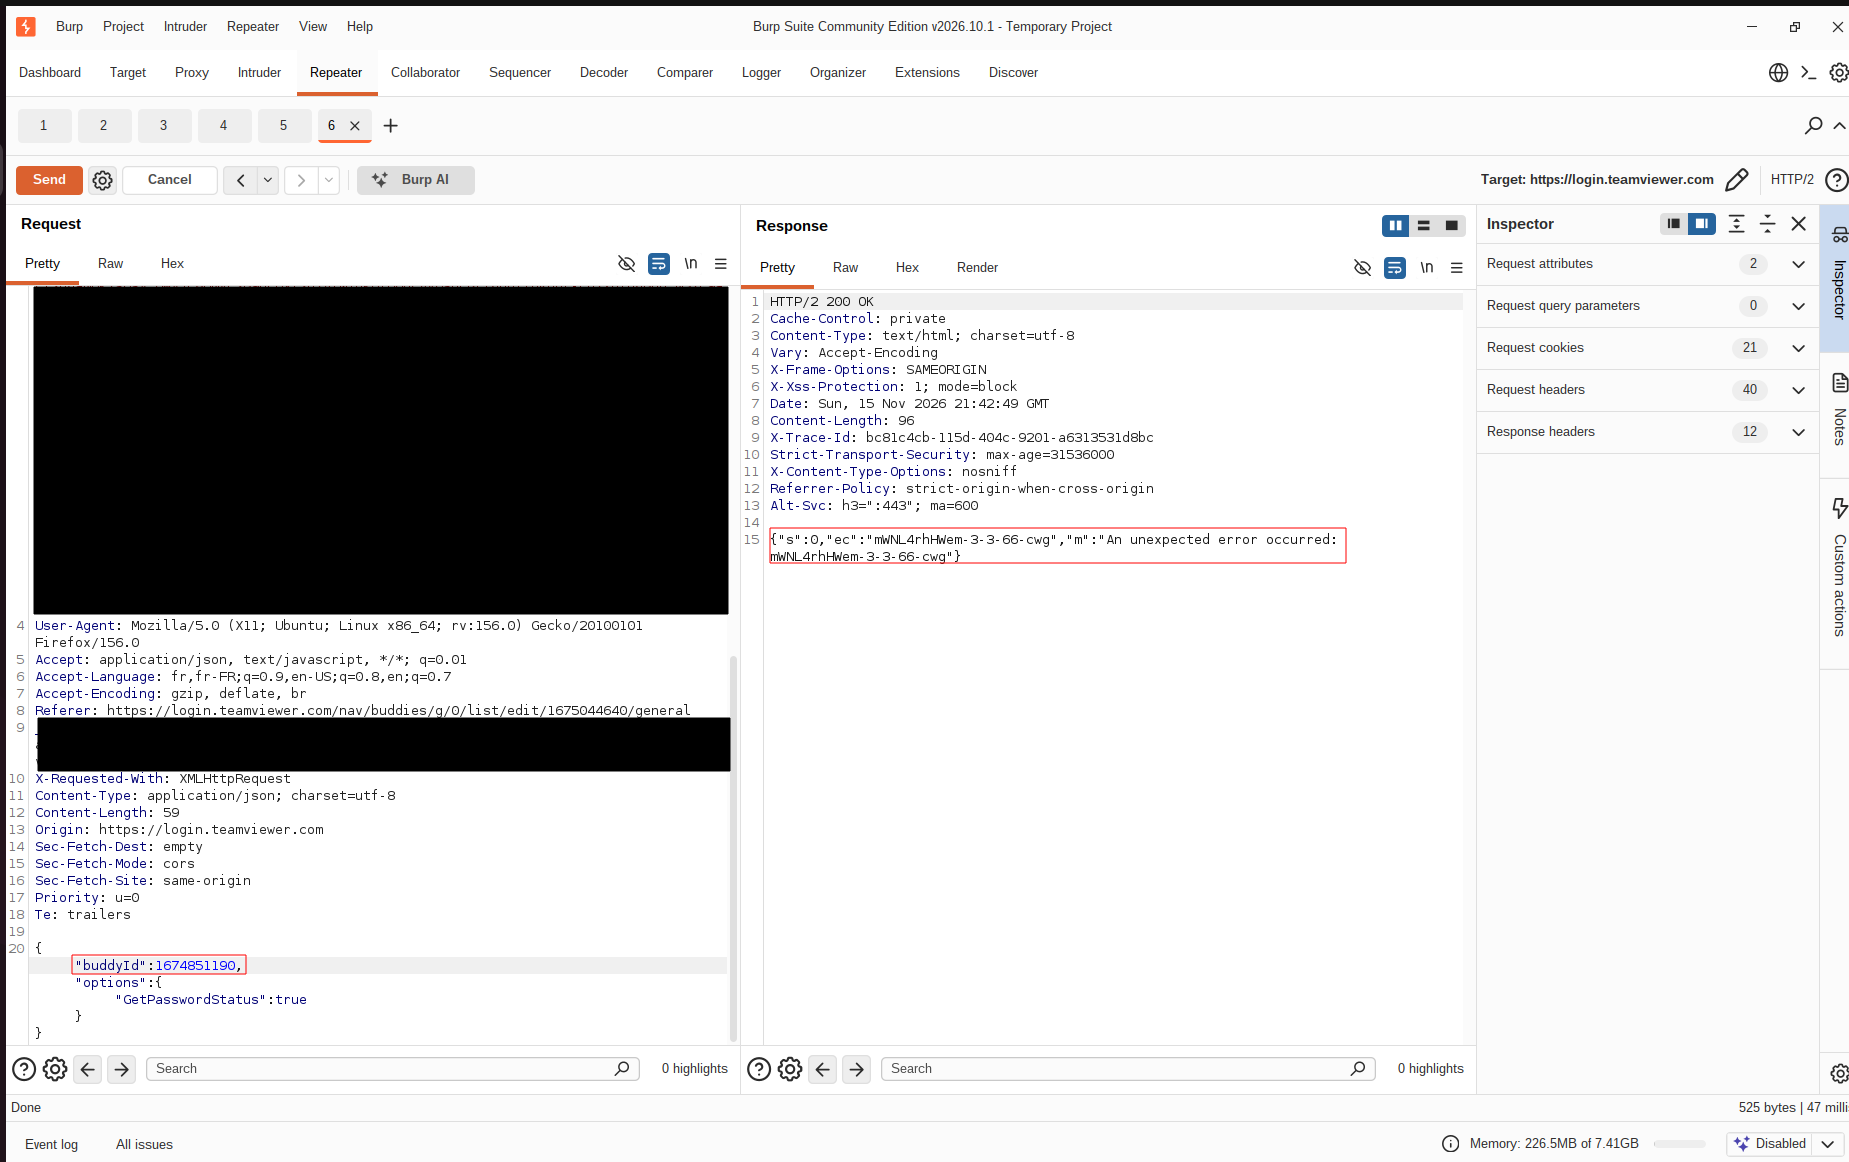 Burp Project Intruder Repeater View Help
Burp Suite Community Edition v2026.10.1 - Temporary Project
Dashboard Target Proxy Intruder Repeater Collaborator Sequencer Decoder Comparer Logger Organizer Extensions Discover
1 2 3 4 5 6
Send Cancel Burp AI
Target: https://login.teamviewer.com HTTP/2
Request
Pretty Raw Hex
\n
4 User-Agent: Mozilla/5.0 (X11; Ubuntu; Linux x86_64; rv:156.0) Gecko/20100101
Firefox/156.0
5 Accept: application/json, text/javascript, */*; q=0.01
6 Accept-Language: fr,fr-FR;q=0.9,en-US;q=0.8,en;q=0.7
7 Accept-Encoding: gzip, deflate, br
8 Referer: https://login.teamviewer.com/nav/buddies/g/0/list/edit/1675044640/general
9
10 X-Requested-With: XMLHttpRequest
11 Content-Type: application/json; charset=utf-8
12 Content-Length: 59
13 Origin: https://login.teamviewer.com
14 Sec-Fetch-Dest: empty
15 Sec-Fetch-Mode: cors
16 Sec-Fetch-Site: same-origin
17 Priority: u=0
18 Te: trailers
19
20 {
"buddyId":1674851190,
"options":{
"GetPasswordStatus":true
}
}
Search 0 highlights
Response
Pretty Raw Hex Render
\n
1 HTTP/2 200 OK
2 Cache-Control: private
3 Content-Type: text/html; charset=utf-8
4 Vary: Accept-Encoding
5 X-Frame-Options: SAMEORIGIN
6 X-Xss-Protection: 1; mode=block
7 Date: Sun, 15 Nov 2026 21:42:49 GMT
8 Content-Length: 96
9 X-Trace-Id: bc81c4cb-115d-404c-9201-a6313531d8bc
10 Strict-Transport-Security: max-age=31536000
11 X-Content-Type-Options: nosniff
12 Referrer-Policy: strict-origin-when-cross-origin
13 Alt-Svc: h3=":443"; ma=600
14
15 {"s":0,"ec":"mWNL4rhHWem-3-3-66-cwg","m":"An unexpected error occurred:
mWNL4rhHWem-3-3-66-cwg"}
Search 0 highlights
Inspector
Request attributes 2
Request query parameters 0
Request cookies 21
Request headers 40
Response headers 12
Inspector
Notes
Custom actions
Done
525 bytes | 47 milli
Event log All issues
Memory: 226.5MB of 7.41GB
Disabled